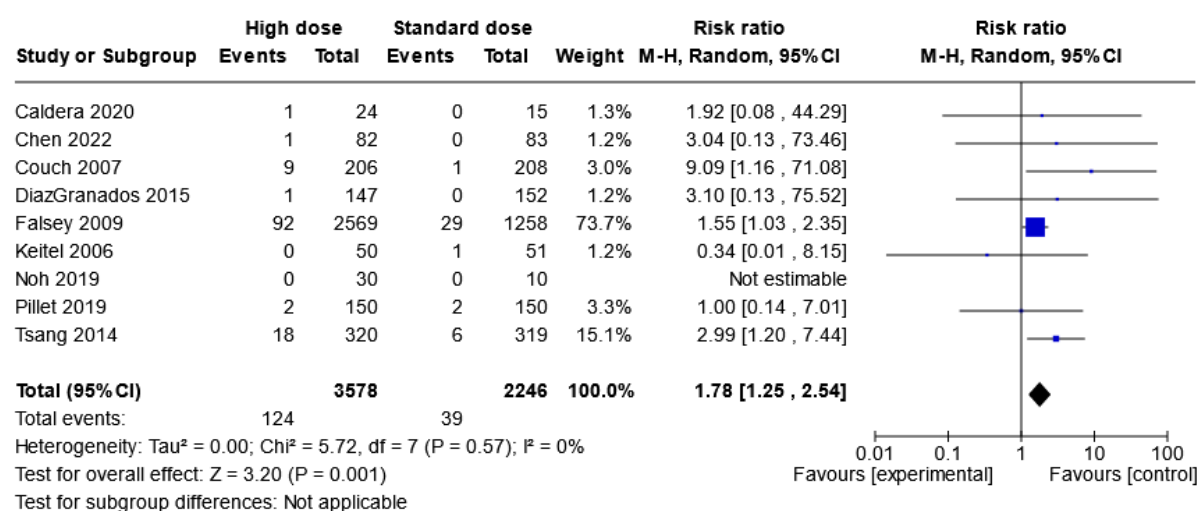 High dose Standard dose Risk ratio Risk ratio
Study or Subgroup Events Total Events Total Weight M-H, Random, 95% CI M-H, Random, 95% CI
Caldera 2020 1 24 0 15 1.3% 1.92 [0.08 , 44.29]
Chen 2022 1 82 0 83 1.2% 3.04 [0.13 , 73.46]
Couch 2007 9 206 1 208 3.0% 9.09 [1.16 , 71.08]
DiazGranados 2015 1 147 0 152 1.2% 3.10 [0.13 , 75.52]
Falsey 2009 92 2569 29 1258 73.7% 1.55 [1.03 , 2.35]
Keitel 2006 0 50 1 51 1.2% 0.34 [0.01 , 8.15]
Noh 2019 0 30 0 10 Not estimable
Pillet 2019 2 150 2 150 3.3% 1.00 [0.14 , 7.01]
Tsang 2014 18 320 6 319 15.1% 2.99 [1.20 , 7.44]
Total (95% CI) 3578 2246 100.0% 1.78 [1.25 , 2.54]
Total events: 124 39
Heterogeneity: Tau² = 0.00; Chi² = 5.72, df = 7 (P = 0.57); I² = 0%
0.01 0.1 1 10 100
Test for overall effect: Z = 3.20 (P = 0.001) Favours [experimental] Favours [control]
Test for subgroup differences: Not applicable